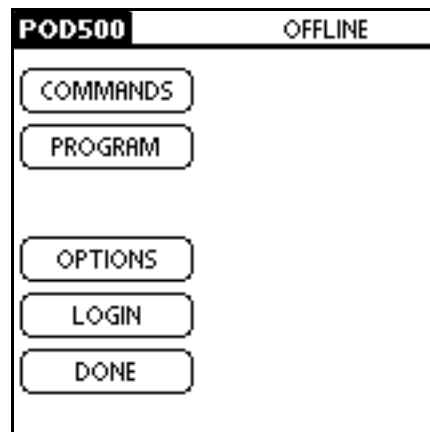 POD500 OFFLINE
COMMANDS
PROGRAM
OPTIONS
LOGIN
DONE